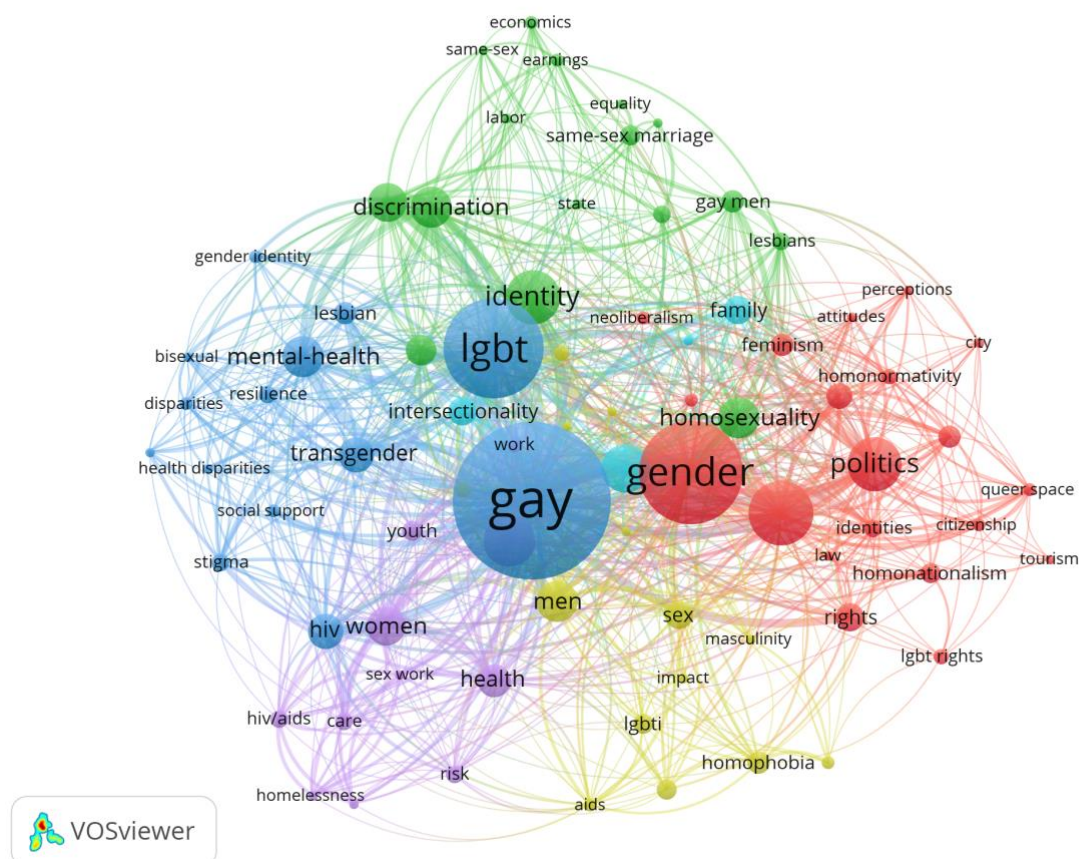 economics
same-sex
earnings
equality
labor
same-sex marriage
discrimination
state
gay men
lesbians
gender identity
identity
perceptions
lesbian
neoliberalism
family
attitudes
bisexual
mental-health
lgbt
feminism
city
disparities
resilience
intersectionality
homonormativity
homosexuality
transgender
work
health disparities
gender
politics
social support
gay
queer space
youth
identities
citizenship
stigma
law
tourism
homonationalism
men
hiv
women
sex
rights
masculinity
lgbt rights
sex work
health
impact
hiv/aids
care
lgbti
risk
homophobia
homelessness
aids
VOSviewer